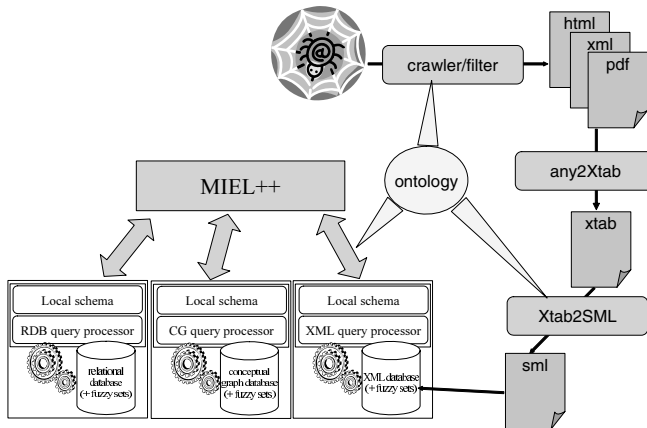 html
xml
pdf
crawler/filter
any2Xtab
MIEL++
ontology
xtab
Local schema
Local schema
Local schema
RDB query processor
CG query processor
XML query processor
Xtab2SML
relational
database
(+ fuzzy sets)
conceptual
graph database
(+ fuzzy sets)
XML database
(+ fuzzy sets)
sml